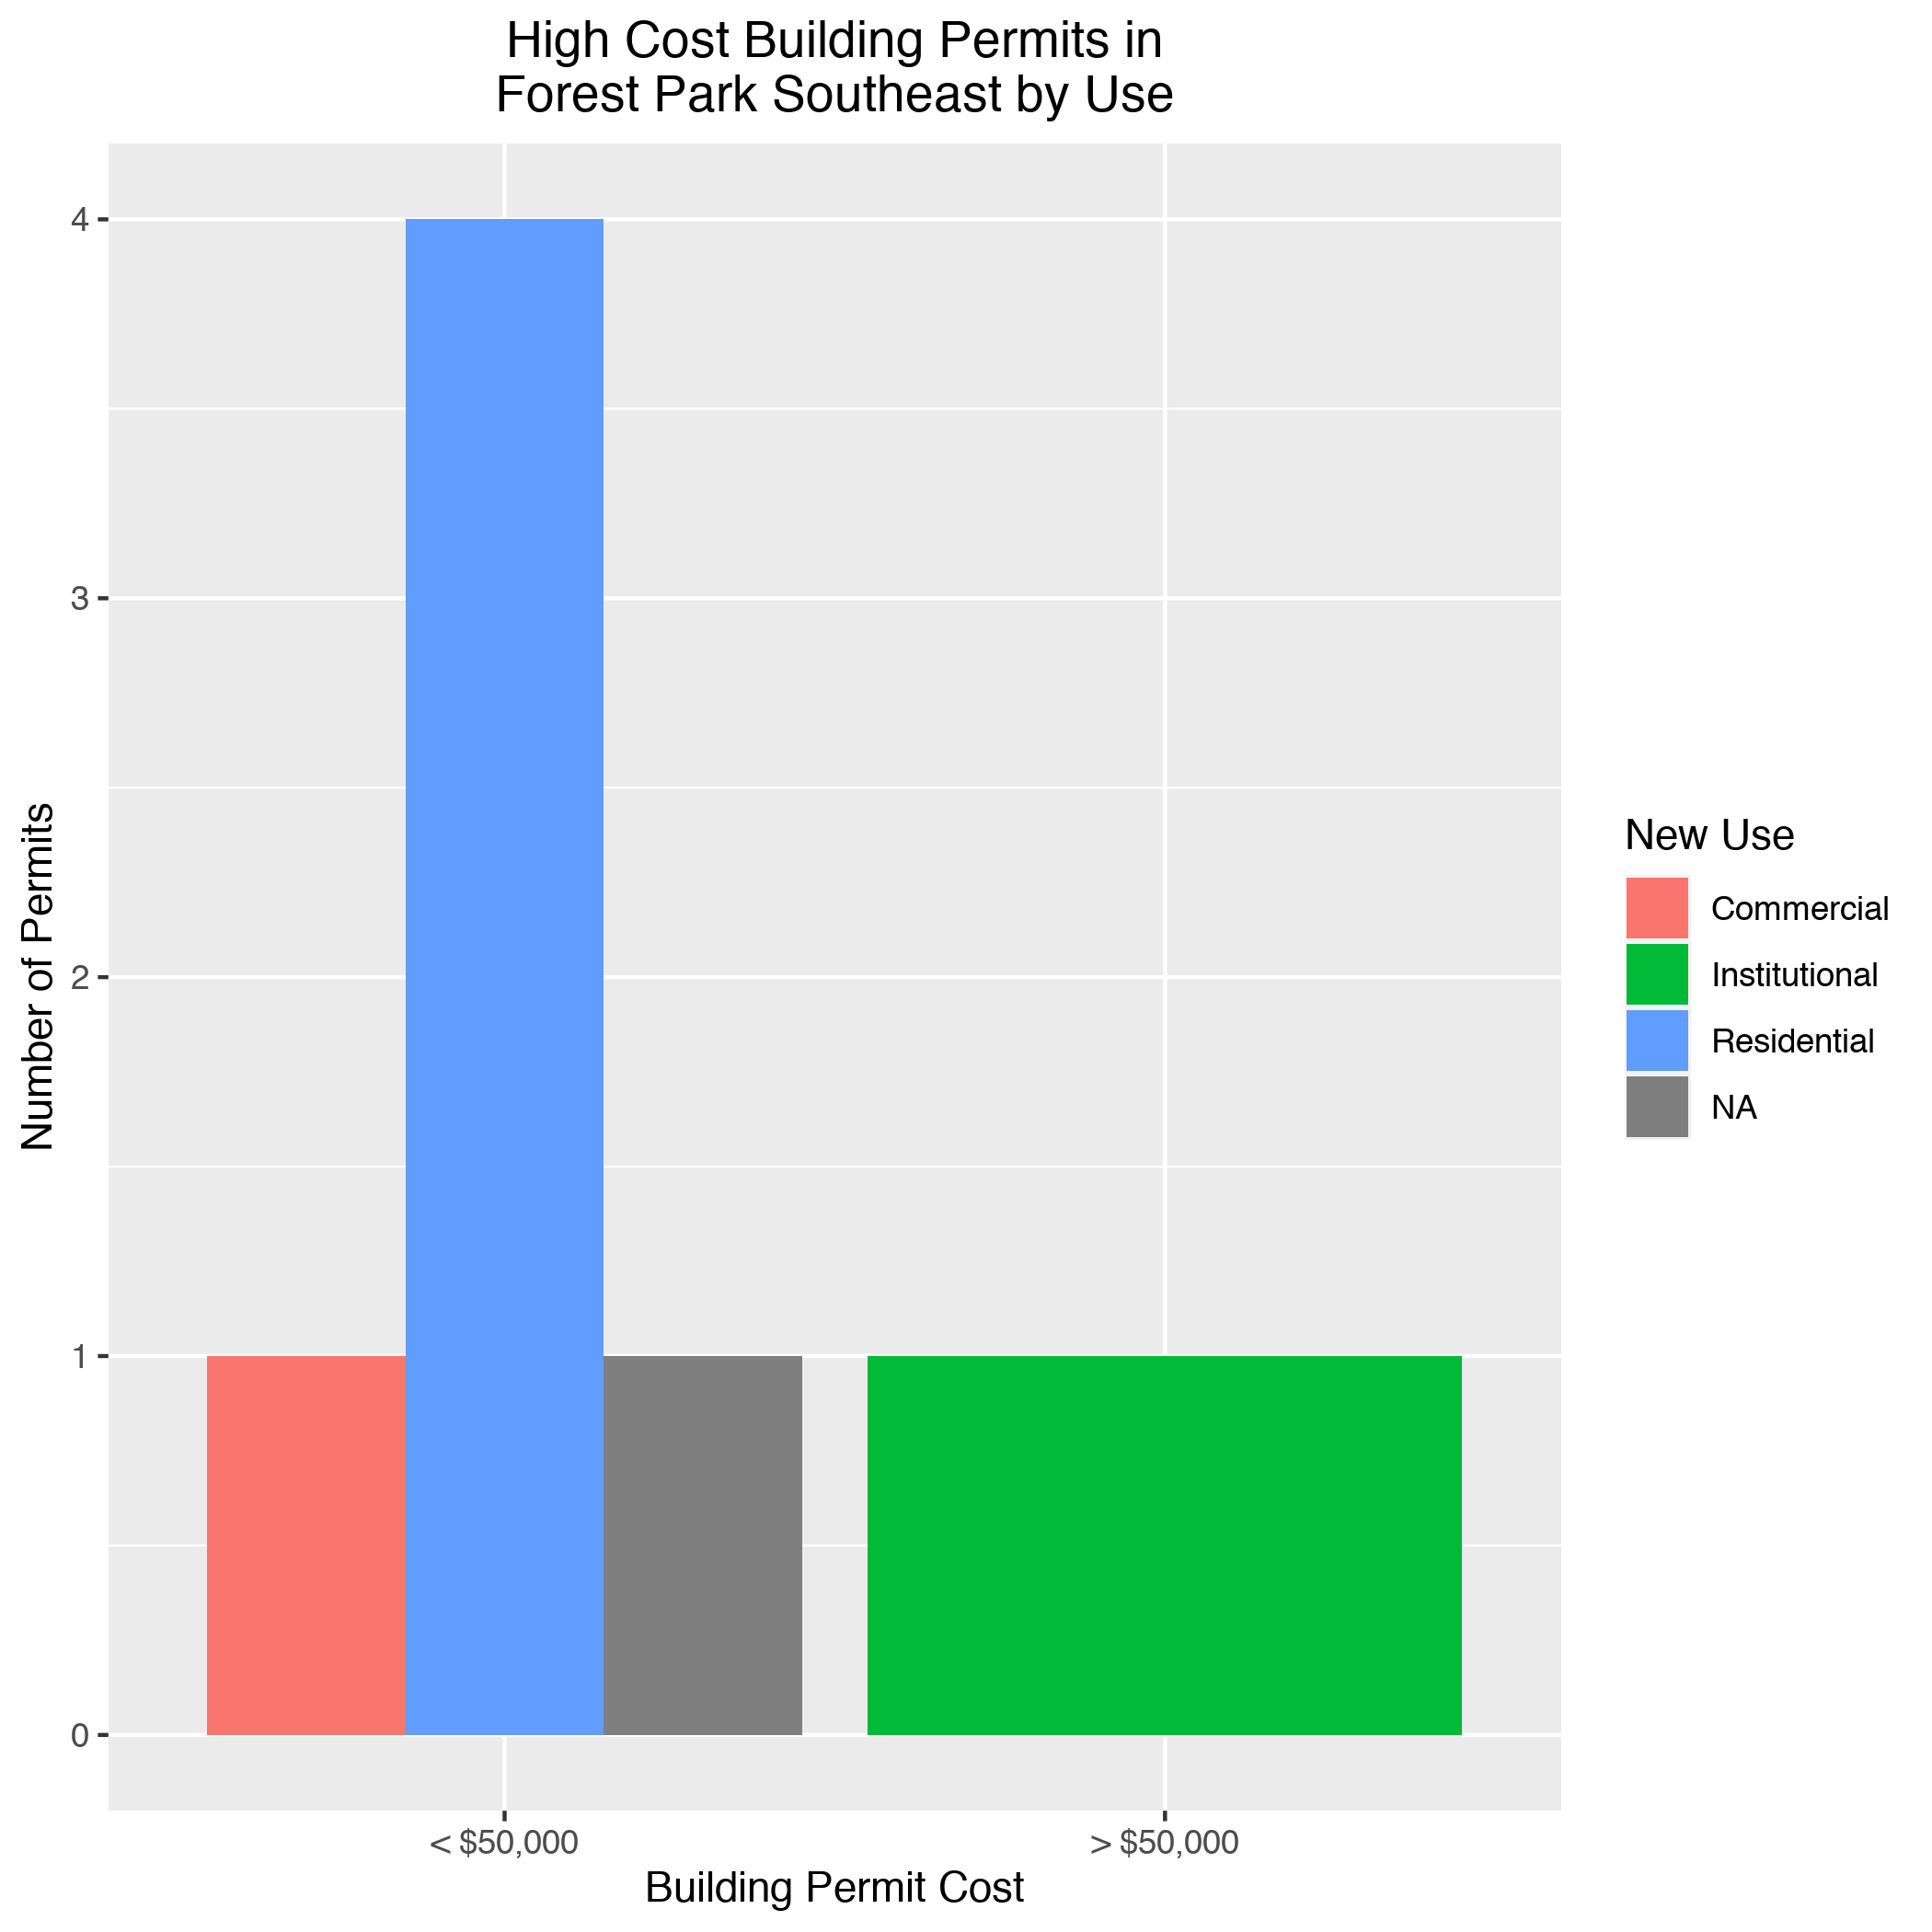 High Cost Building Permits in
Forest Park Southeast by Use
Number of Permits
4
3
2
1
0
< $50,000
> $50,000
Building Permit Cost
New Use
Commercial
Institutional
Residential
NA